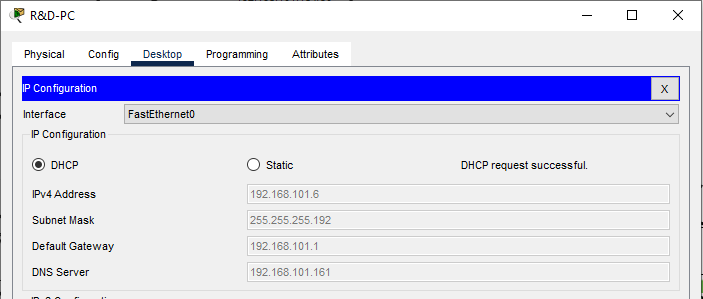 R&D-PC
Physical Config Desktop Programming Attributes
IP Configuration X
Interface FastEthernet0
IP Configuration
DHCP Static DHCP request successful.
IPv4 Address 192.168.101.6
Subnet Mask 255.255.255.192
Default Gateway 192.168.101.1
DNS Server 192.168.101.161